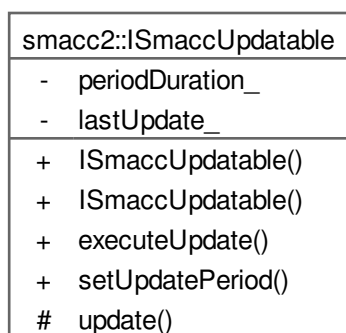 smacc2::ISmaccUpdatable
- periodDuration_
- lastUpdate_
+ ISmaccUpdatable()
+ ISmaccUpdatable()
+ executeUpdate()
+ setUpdatePeriod()
# update()